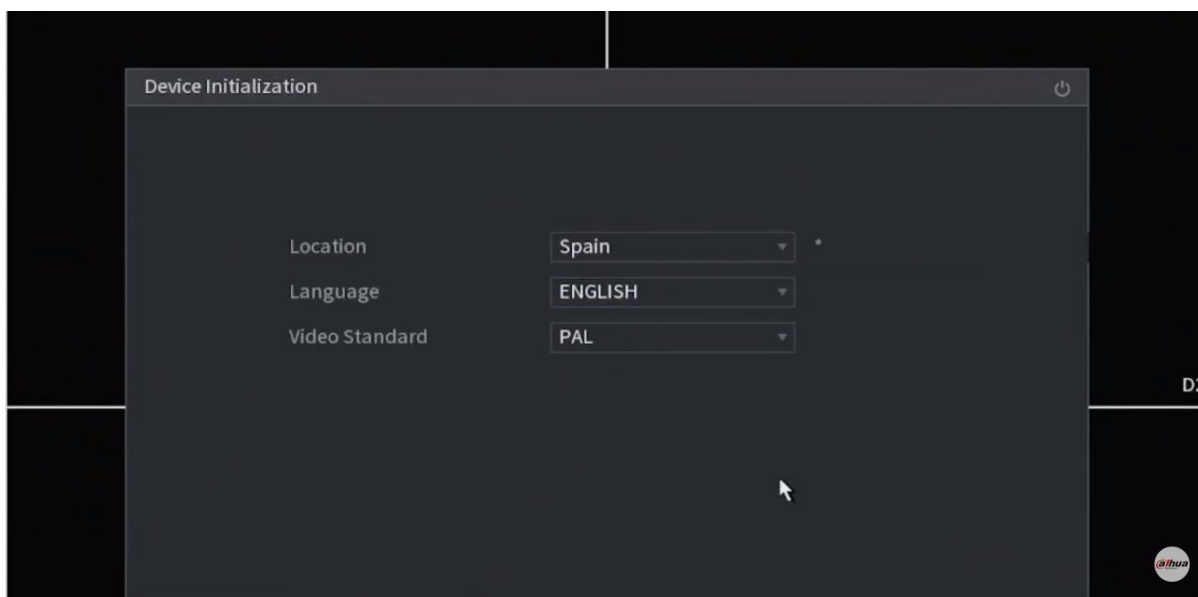 Device Initialization
Location Spain *
Language ENGLISH
Video Standard PAL
alhua